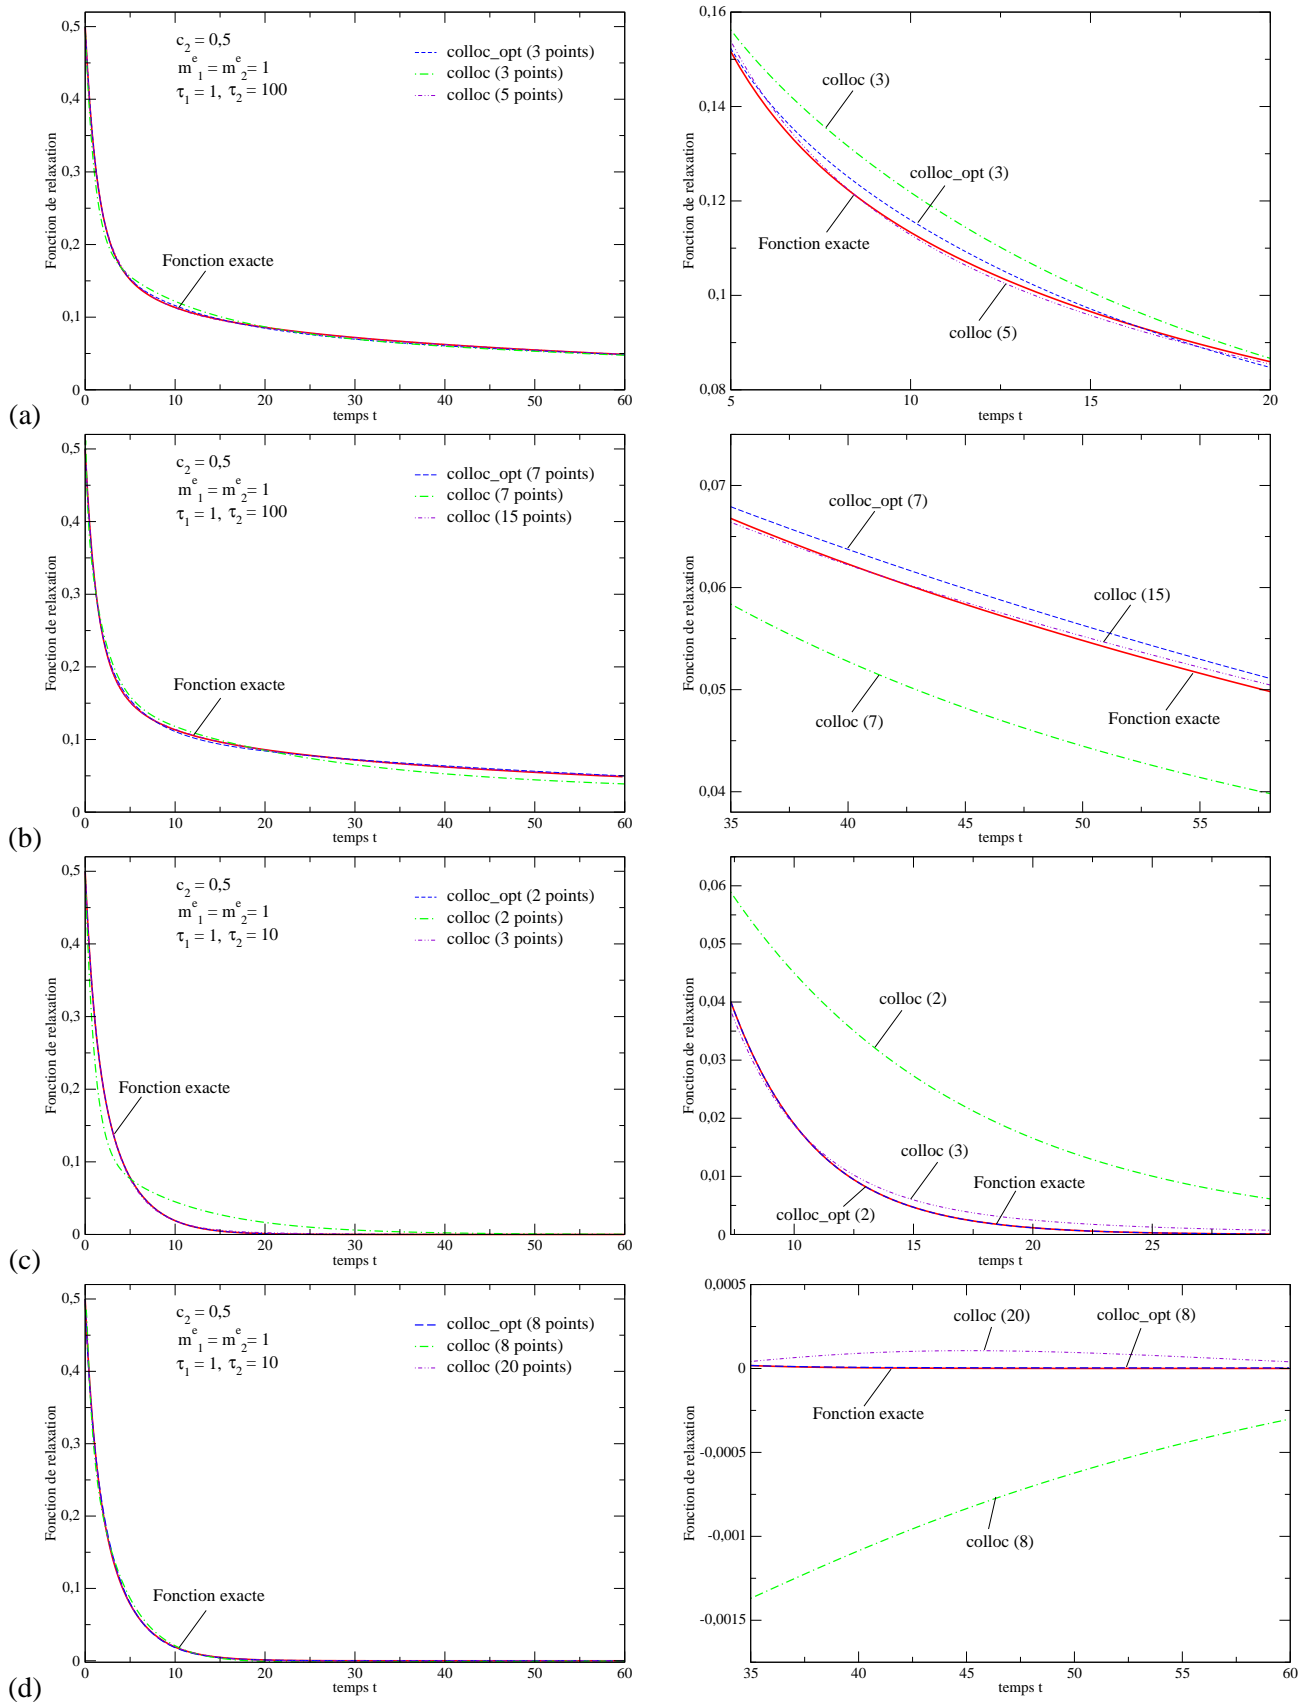 Fonction de relaxation
0,5
0,4
0,3
0,2
0,1
0
c2 = 0,5
m^e_1 = m^e_2 = 1
τ1 = 1, τ2 = 100
colloc_opt (3 points)
colloc (3 points)
colloc (5 points)
Fonction exacte
0 10 20 30 40 50 60
temps t
(a)
Fonction de relaxation
0,16
0,14
0,12
0,1
0,08
colloc (3)
colloc_opt (3)
Fonction exacte
colloc (5)
5 10 15 20
temps t
Fonction de relaxation
0,5
0,4
0,3
0,2
0,1
0
c2 = 0,5
m^e_1 = m^e_2 = 1
τ1 = 1, τ2 = 100
colloc_opt (7 points)
colloc (7 points)
colloc (15 points)
Fonction exacte
0 10 20 30 40 50 60
temps t
(b)
Fonction de relaxation
0,07
0,06
0,05
0,04
colloc_opt (7)
colloc (15)
colloc (7)
Fonction exacte
35 40 45 50 55
temps t
Fonction de relaxation
0,5
0,4
0,3
0,2
0,1
0
c2 = 0,5
m^e_1 = m^e_2 = 1
τ1 = 1, τ2 = 10
colloc_opt (2 points)
colloc (2 points)
colloc (3 points)
Fonction exacte
0 10 20 30 40 50 60
temps t
(c)
Fonction de relaxation
0,06
0,05
0,04
0,03
0,02
0,01
0
colloc (2)
colloc (3)
Fonction exacte
colloc_opt (2)
10 15 20 25
temps t
Fonction de relaxation
0,5
0,4
0,3
0,2
0,1
0
c2 = 0,5
m^e_1 = m^e_2 = 1
τ1 = 1, τ2 = 10
colloc_opt (8 points)
colloc (8 points)
colloc (20 points)
Fonction exacte
0 10 20 30 40 50 60
temps t
(d)
Fonction de relaxation
0,0005
0
-0,0005
-0,001
-0,0015
colloc (20)
colloc_opt (8)
Fonction exacte
colloc (8)
35 40 45 50 55 60
temps t